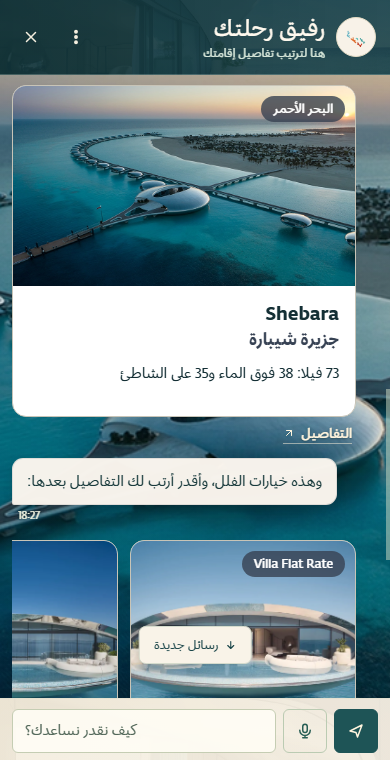 رفيق رحلتك
هنا لترتيب تفاصيل إقامتك
البحر الأحمر
Shebara
جزيرة شيبارة
73 فيلا: 38 فوق الماء و35 على الشاطئ
التفاصيل
وهذه خيارات الفلل، وأقدر أرتب لك التفاصيل بعدها:
18:27
Villa Flat Rate
رسائل جديدة
كيف نقدر نساعدك؟